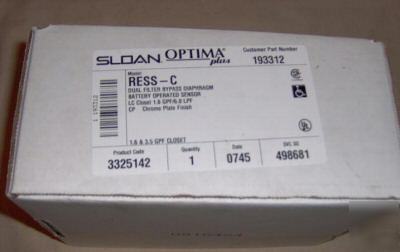 SLOAN OPTIMA® plus
Customer Part Number
193312
Model
RESS-C
DUAL FILTER BYPASS DIAPHRAGM
BATTERY OPERATED SENSOR
LC Closet 1.6 GPF/6.0 LPF
CP Chrome Plate Finish
1.6 & 3.5 GPF CLOSET
Product Code
3325142
Quantity
1
Date
0745
498681
1 193312